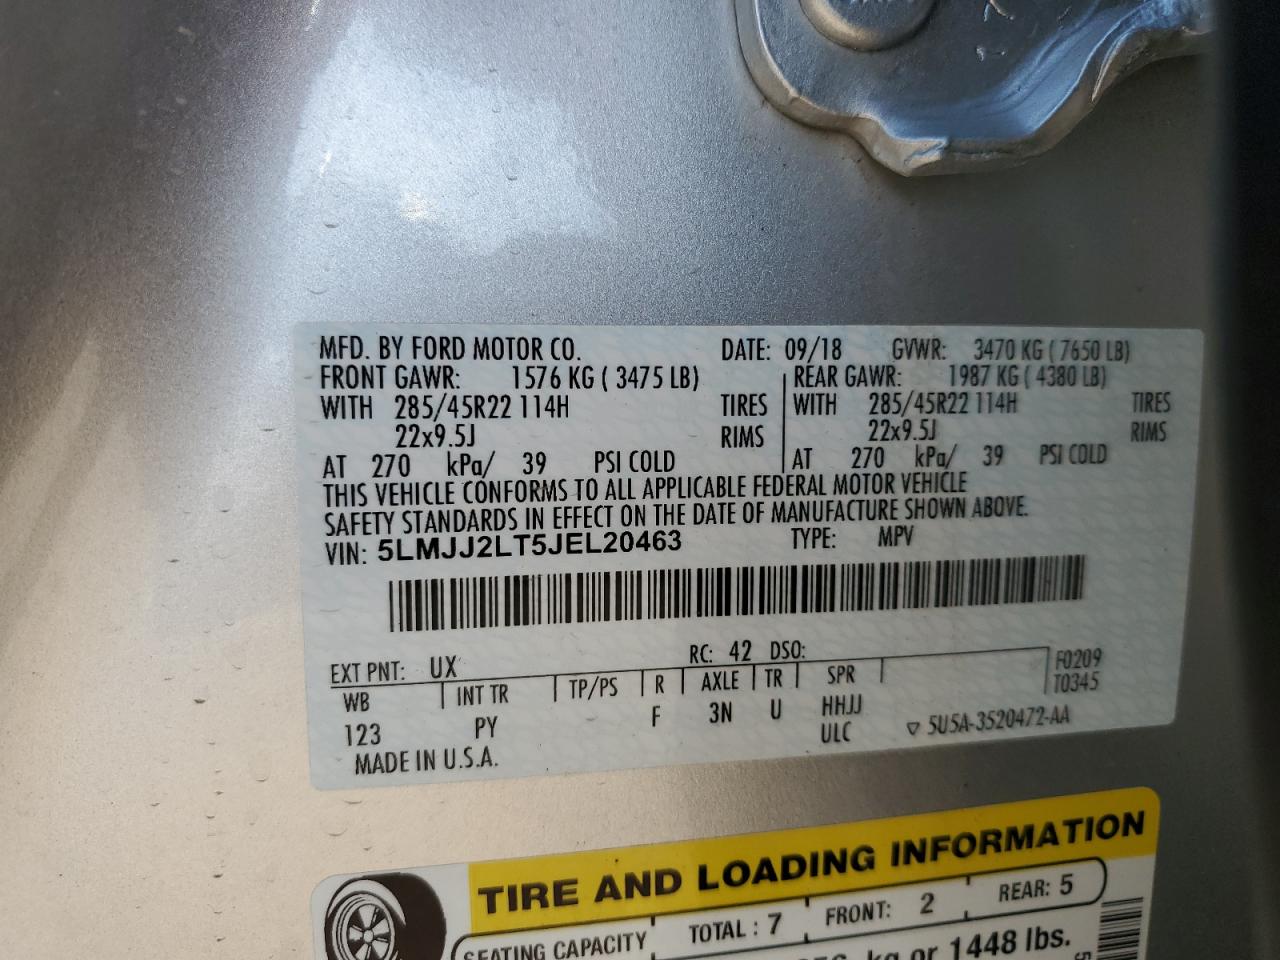 MFD. BY FORD MOTOR CO. DATE: 09/18 GVWR: 3470 KG ( 7650 LB)
FRONT GAWR: 1576 KG ( 3475 LB) REAR GAWR: 1987 KG ( 4380 LB)
WITH 285/45R22 114H TIRES WITH 285/45R22 114H TIRES
22x9.5J RIMS 22x9.5J RIMS
AT 270 kPa/ 39 PSI COLD AT 270 kPa/ 39 PSI COLD
THIS VEHICLE CONFORMS TO ALL APPLICABLE FEDERAL MOTOR VEHICLE
SAFETY STANDARDS IN EFFECT ON THE DATE OF MANUFACTURE SHOWN ABOVE.
VIN: 5LMJJ2LT5JEL20463 TYPE: MPV
EXT PNT: UX RC: 42 DSO: F0209
WB INT TR TP/PS R AXLE TR SPR T0345
123 PY F 3N U HHJJ
ULC ▽ 5U5A-3520472-AA
MADE IN U.S.A.
TIRE AND LOADING INFORMATION
SEATING CAPACITY TOTAL : 7 FRONT: 2 REAR: 5
kg or 1448 lbs.